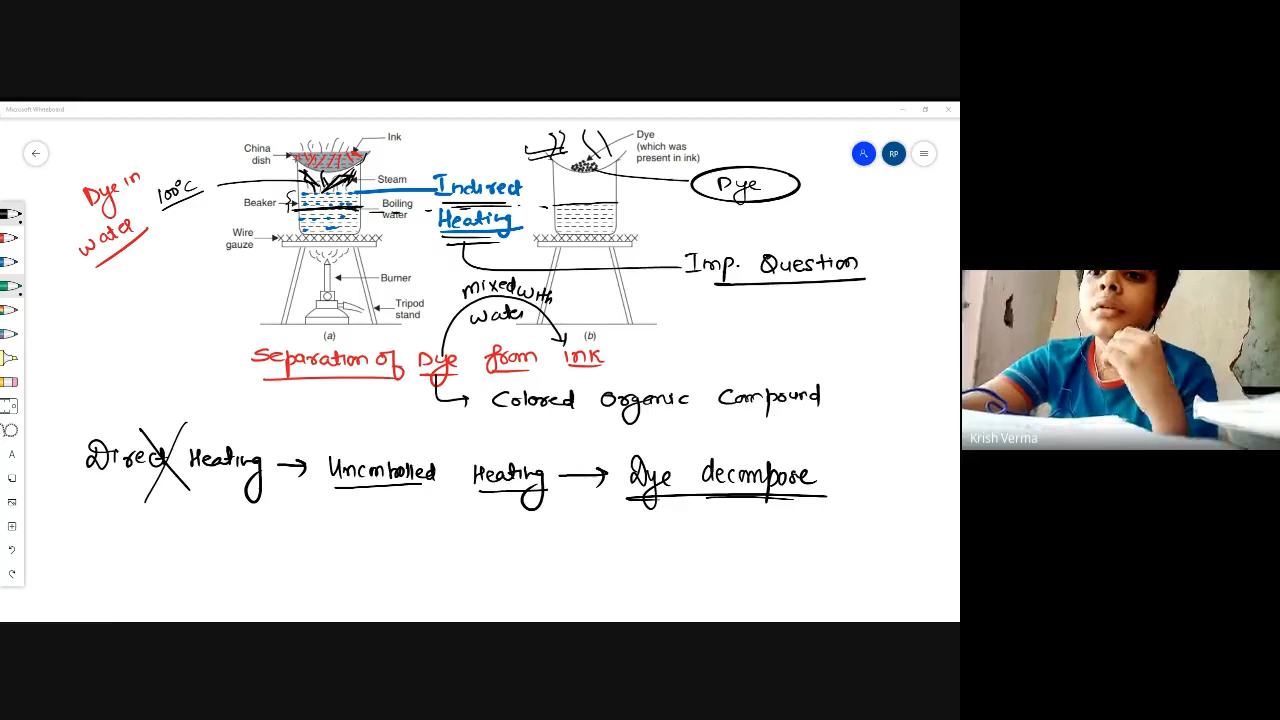 Microsoft Whiteboard
RP
Ink
China
dish
Steam
Beaker
Boiling
water
Wire
gauze
Burner
Tripod
stand
(a)
Dye
(which was
present in ink)
(b)
Dye in
water
100°C
Indirect
Heating
Dye
Imp. Question
mixed with
water
Separation of Dye from Ink
Colored Organic Compound
Direct Heating → Uncontrolled Heating → Dye decompose
A
Krish Verma